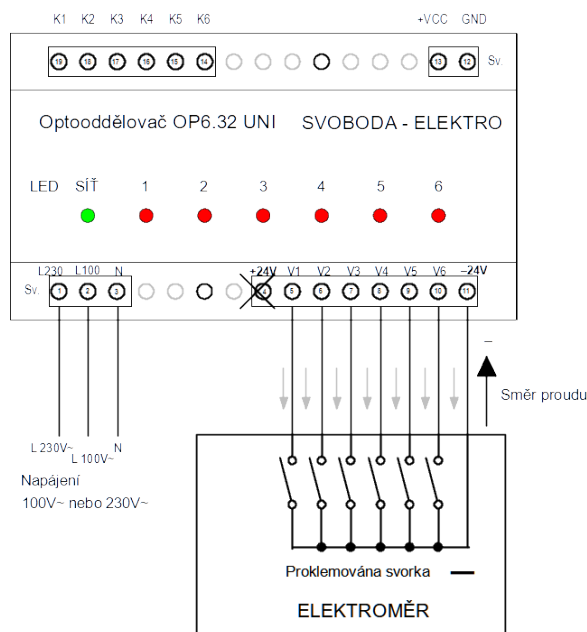 K1 K2 K3 K4 K5 K6 +VCC GND
19 18 17 16 15 14 13 12 Sv.
Optooddělovač OP6.32 UNI SVOBODA - ELEKTRO
LED SÍŤ 1 2 3 4 5 6
L230 L100 N +24V V1 V2 V3 V4 V5 V6 –24V
Sv. 1 2 3 4 5 6 7 8 9 10 11
–
Směr proudu
L 230V~ L 100V~ N
Napájení
100V~ nebo 230V~
Proklemována svorka —
ELEKTROMĚR